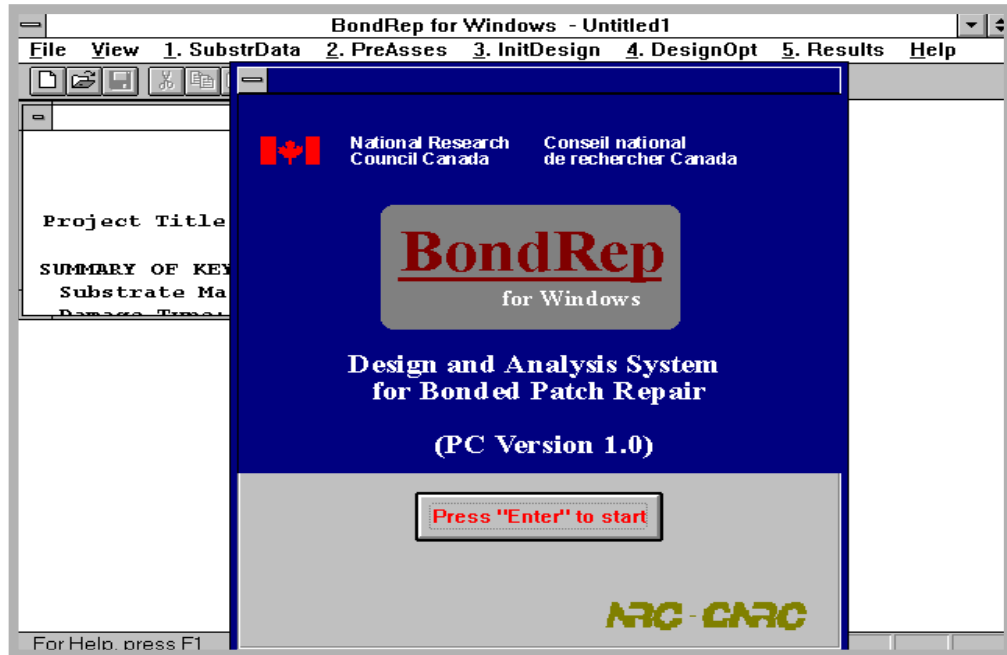 BondRep for Windows - Untitled1
File View 1. SubstrData 2. PreAsses 3. InitDesign 4. DesignOpt 5. Results Help
National Research Conseil national
Council Canada de rechercher Canada
Project Title
SUMMARY OF KEY
Substrate Ma
Damage Type:
BondRep
for Windows
Design and Analysis System
for Bonded Patch Repair
(PC Version 1.0)
Press "Enter" to start
NRC - CNRC
For Help, press F1